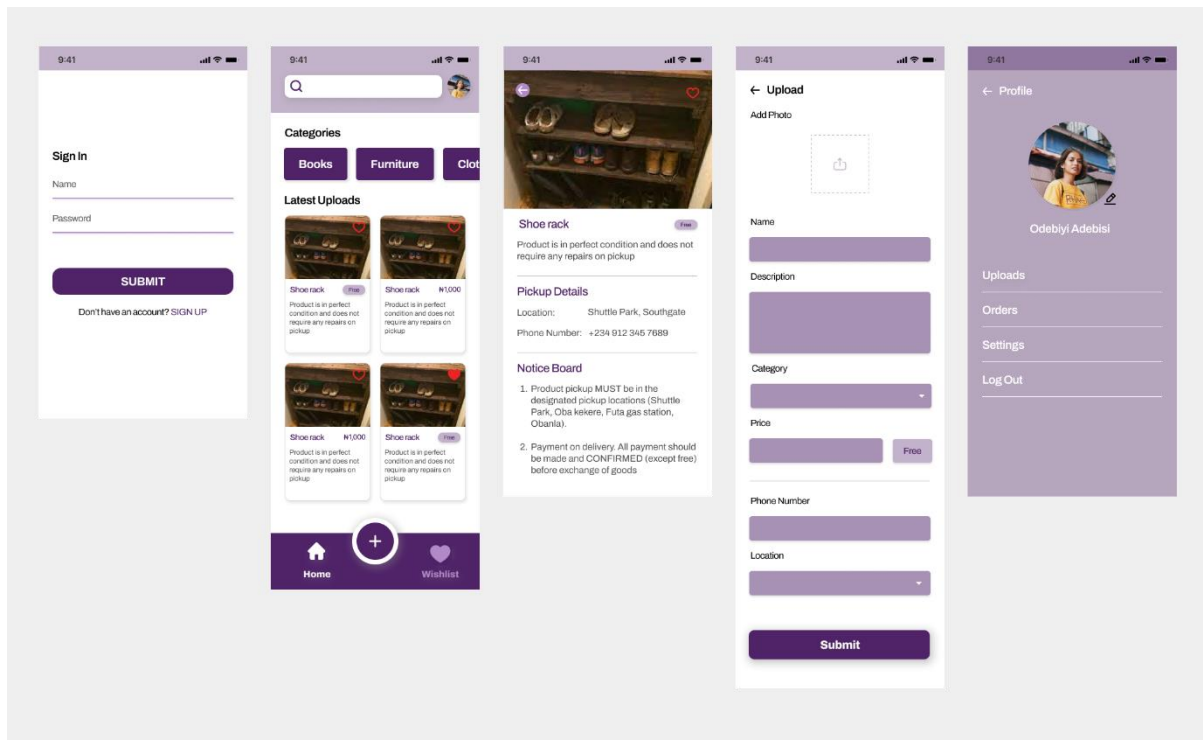 9:41
Sign In
Name
Password
SUBMIT
Don't have an account? SIGN UP
9:41
Categories
Books
Furniture
Clot
Latest Uploads
Shoe rack Free
Product is in perfect
condition and does not
require any repairs on
pickup
Shoe rack ₦1,000
Product is in perfect
condition and does not
require any repairs on
pickup
Shoe rack ₦1,000
Product is in perfect
condition and does not
require any repairs on
pickup
Shoe rack Free
Product is in perfect
condition and does not
require any repairs on
pickup
+
Home
Wishlist
9:41
Shoe rack Free
Product is in perfect condition and does not
require any repairs on pickup
Pickup Details
Location: Shuttle Park, Southgate
Phone Number: +234 912 345 7689
Notice Board
1. Product pickup MUST be in the
designated pickup locations (Shuttle
Park, Oba kekere, Futa gas station,
Obanla).
2. Payment on delivery. All payment should
be made and CONFIRMED (except free)
before exchange of goods
9:41
← Upload
Add Photo
Name
Description
Category
Price
Free
Phone Number
Location
Submit
9:41
← Profile
Odebiyi Adebisi
Uploads
Orders
Settings
Log Out